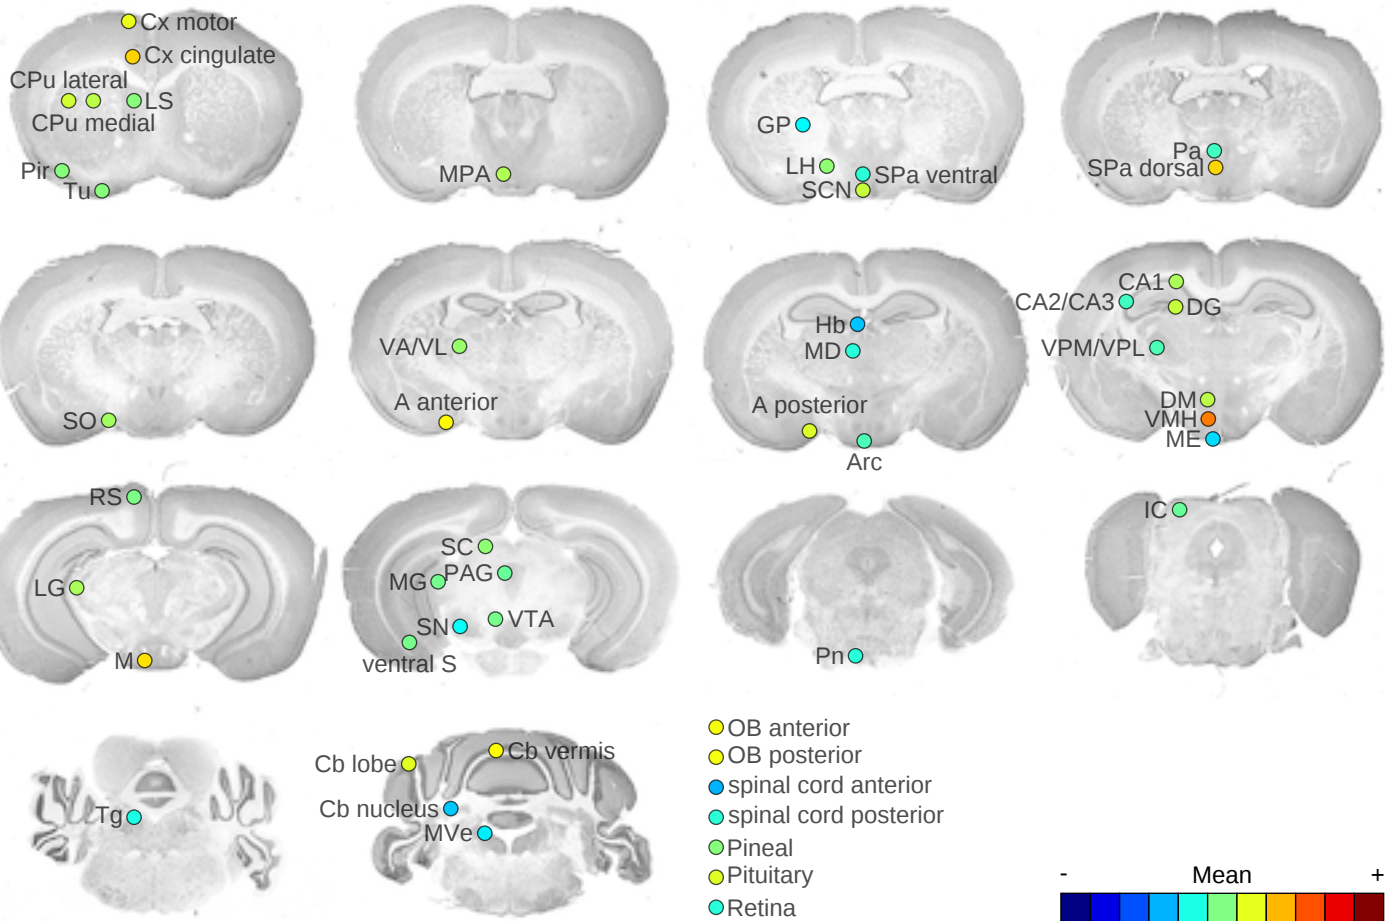 Cx motor
Cx cingulate
CPu lateral
LS
CPu medial
Pir
Tu
MPA
GP
LH
SPa ventral
SCN
Pa
SPa dorsal
SO
VA/VL
A anterior
Hb
MD
A posterior
Arc
CA1
CA2/CA3
DG
VPM/VPL
DM
VMH
ME
RS
LG
M
SC
MG
PAG
SN
VTA
ventral S
Pn
IC
Tg
Cb lobe
Cb vermis
Cb nucleus
MVe
OB anterior
OB posterior
spinal cord anterior
spinal cord posterior
Pineal
Pituitary
Retina
- Mean +